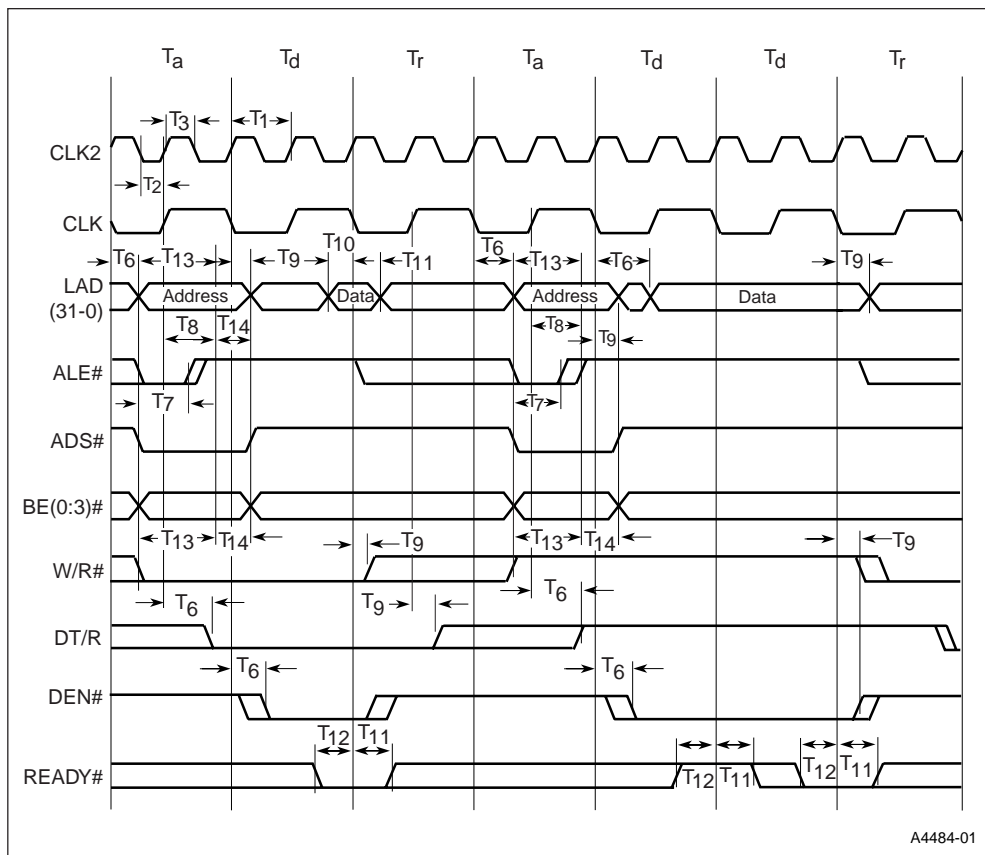 Ta Td Tr Ta Td Td Tr
T3 T1
CLK2
T2
CLK
T6 T13 T9 T10 T11 T6 T13 T6 T9
LAD
(31-0)
Address Data Address Data
T8 T14 T8 T9
ALE#
T7 T7
ADS#
BE(0:3)#
T13 T14 T9 T13 T14 T9
W/R#
T6 T9 T6
DT/R
T6 T6
DEN#
T12 T11 T12 T11 T12 T11
READY#
A4484-01